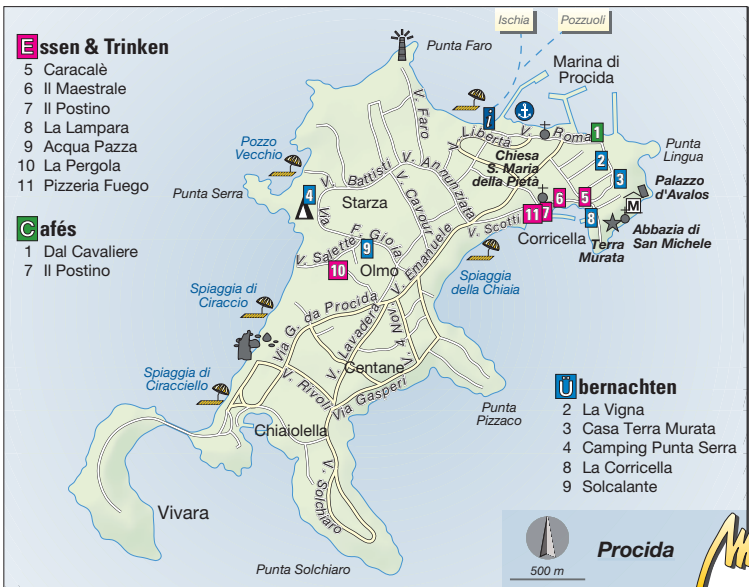 Essen & Trinken
5 Caracalè
6 Il Maestrale
7 Il Postino
8 La Lampara
9 Acqua Pazza
10 La Pergola
11 Pizzeria Fuego
Cafés
1 Dal Cavaliere
7 Il Postino
Ischia
Pozzuoli
Punta Faro
Marina di
Procida
V. Faro
Libertà
V. Roma
1
i
Punta
Lingua
2
3
Chiesa
S. Maria
della Pietà
Palazzo
d'Avalos
M
Pozzo
Vecchio
V. Battisti
V. Annunziata
Punta Serra
4
Starza
Via
V. Cavour
6
5
11
7
8
V. Scotti
Corricella
Terra
Murata
Abbazia di
San Michele
F. Gioia
V. Salette
9
10
Olmo
V. Emanuele
Spiaggia
della Chiaia
Spiaggia di
Ciraccio
Via G. da Procida
V. Lavadera
V. 4 Nov.
Spiaggia di
Ciracciello
Centane
V. Rivoli
Via Gasperi
Punta
Pizzaco
Chiaiolella
V. Solchiaro
Vivara
Punta Solchiaro
Übernachten
2 La Vigna
3 Casa Terra Murata
4 Camping Punta Serra
8 La Corricella
9 Solcalante
500 m
Procida